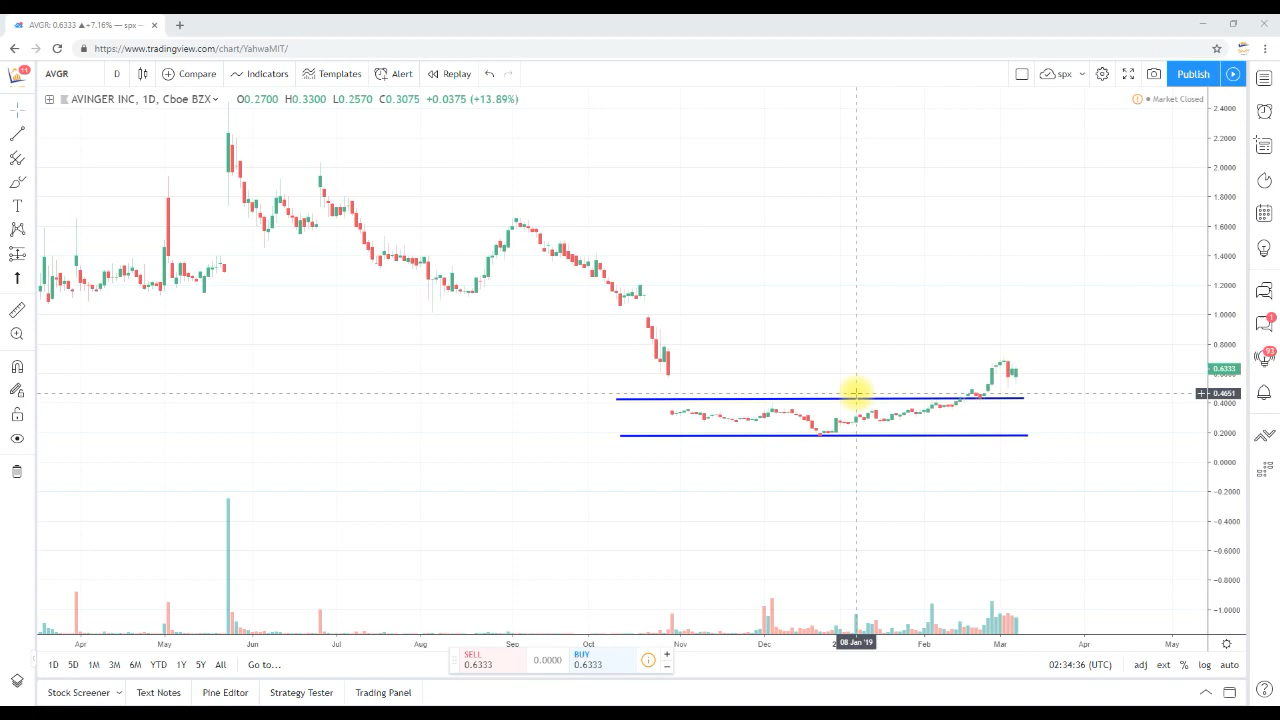 AVGR: 0.6333 ▲+7.16% — spx –
https://www.tradingview.com/chart/YahwaMIT/
11
AVGR D Compare Indicators Templates Alert Replay spx Publish
AVINGER INC, 1D, Cboe BZX O0.2700 H0.3300 L0.2570 C0.3075 +0.0375 (+13.89%)
Market Closed
2.4000
2.2000
2.0000
1.8000
1.6000
1.4000
1.2000
1.0000
0.8000
0.6333
0.4651
0.4000
0.2000
0.0000
−0.2000
−0.4000
−0.6000
−0.8000
−1.0000
1
93
Apr May Jun Jul Aug Sep Oct Nov Dec 08 Jan '19 Feb Mar Apr May
SELL
0.6333
0.0000
BUY
0.6333
1D 5D 1M 3M 6M YTD 1Y 5Y All Go to... 02:34:36 (UTC) adj ext % log auto
Stock Screener Text Notes Pine Editor Strategy Tester Trading Panel